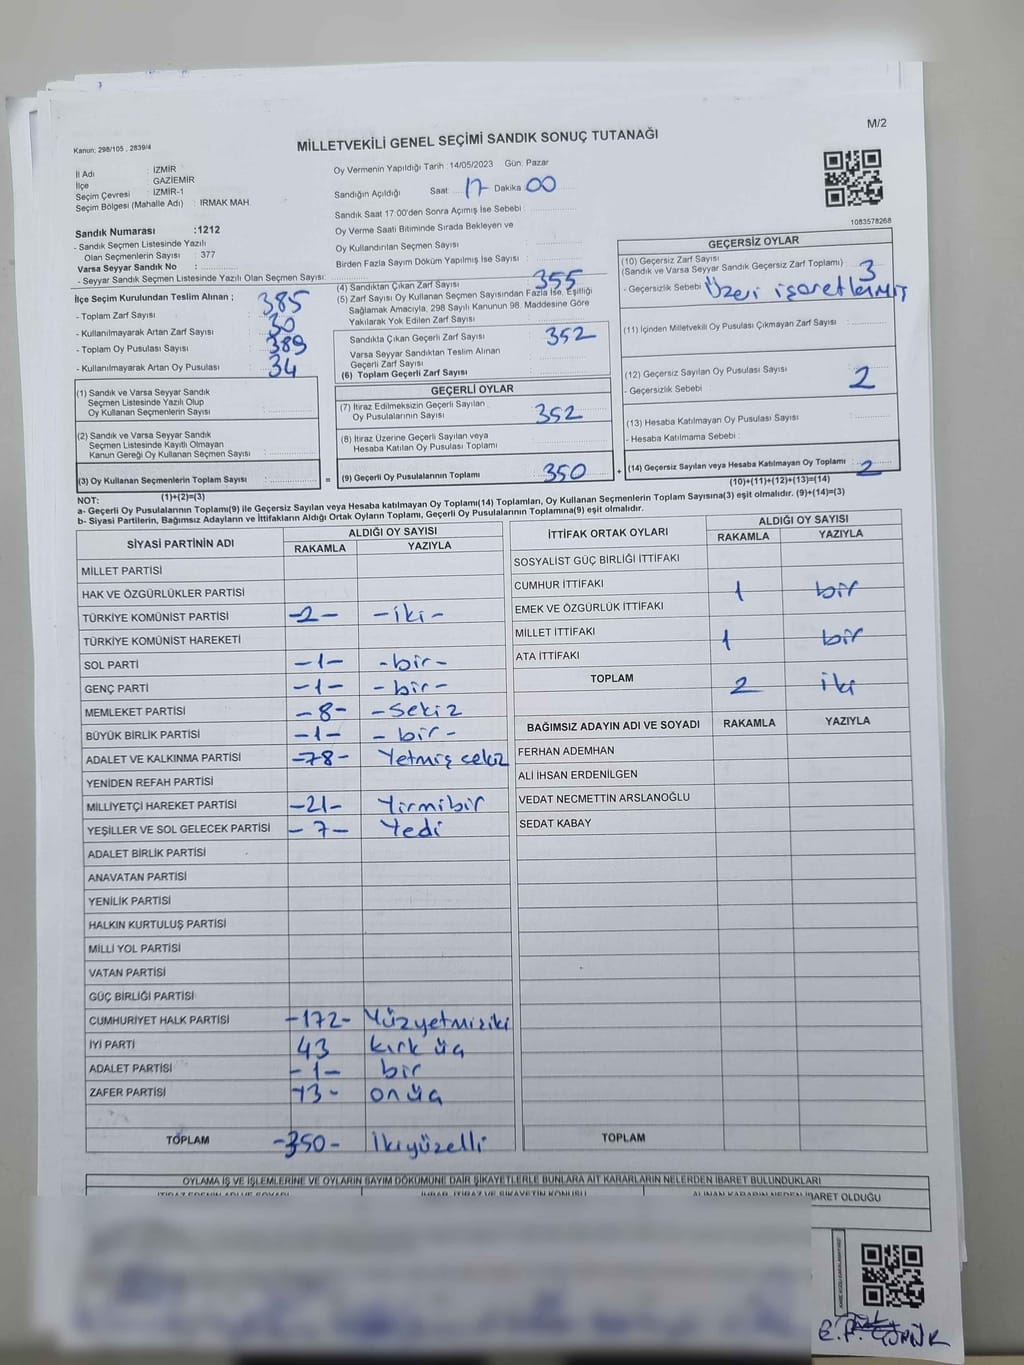 M/2
MİLLETVEKİLİ GENEL SEÇİMİ SANDIK SONUÇ TUTANAĞI
Kanun: 298/105 , 2839/4
İl Adı : İZMİR
İlçe : GAZİEMİR
Seçim Çevresi : İZMİR-1
Seçim Bölgesi (Mahalle Adı) : IRMAK MAH.
Sandık Numarası :1212
- Sandık Seçmen Listesinde Yazılı
Olan Seçmenlerin Sayısı : 377
Varsa Seyyar Sandık No :
- Seyyar Sandık Seçmen Listesinde Yazılı Olan Seçmen Sayısı:
Oy Vermenin Yapıldığı Tarih :14/05/2023 Gün: Pazar
Sandığın Açıldığı Saat 17 Dakika 00
Sandık Saat 17:00'den Sonra Açımış İse Sebebi :
Oy Verme Saati Bitiminde Sırada Bekleyen ve
Oy Kullandırılan Seçmen Sayısı
Birden Fazla Sayım Döküm Yapılmış İse Sayısı :
1083578268
İlçe Seçim Kurulundan Teslim Alınan ;
- Toplam Zarf Sayısı 385
- Kullanılmayarak Artan Zarf Sayısı 30
- Toplam Oy Pusulası Sayısı 389
- Kullanılmayarak Artan Oy Pusulası 34
(1) Sandık ve Varsa Seyyar Sandık
Seçmen Listesinde Yazılı Olup
Oy Kullanan Seçmenlerin Sayısı :
(2) Sandık ve Varsa Seyyar Sandık
Seçmen Listesinde Kayıtlı Olmayan
Kanun Gereği Oy Kullanan Seçmen Sayısı :
(3) Oy Kullanan Seçmenlerin Toplam Sayısı :
(1)+(2)=(3)
(4) Sandıktan Çıkan Zarf Sayısı 355
(5) Zarf Sayısı Oy Kullanan Seçmen Sayısından Fazla İse, Eşitliği
Sağlamak Amacıyla, 298 Sayılı Kanunun 98. Maddesine Göre
Yakılarak Yok Edilen Zarf Sayısı
Sandıkta Çıkan Geçerli Zarf Sayısı 352
Varsa Seyyar Sandıktan Teslim Alınan
Geçerli Zarf Sayısı
(6) Toplam Geçerli Zarf Sayısı
GEÇERLİ OYLAR
(7) İtiraz Edilmeksizin Geçerli Sayılan
Oy Pusulalarının Sayısı 352
(8) İtiraz Üzerine Geçerli Sayılan veya
Hesaba Katılan Oy Pusulası Toplamı
= (9) Geçerli Oy Pusulalarının Toplamı 350 +
GEÇERSİZ OYLAR
(10) Geçersiz Zarf Sayısı
(Sandık ve Varsa Seyyar Sandık Geçersiz Zarf Toplamı) : 3
- Geçersizlik Sebebi Üzeri işaretlenmiş
(11) İçinden Milletvekili Oy Pusulası Çıkmayan Zarf Sayısı :
(12) Geçersiz Sayılan Oy Pusulası Sayısı
- Geçersizlik Sebebi : 2
(13) Hesaba Katılmayan Oy Pusulası Sayısı
- Hesaba Katılmama Sebebi :
(14) Geçersiz Sayılan veya Hesaba Katılmayan Oy Toplamı : 2
(10)+(11)+(12)+(13)=(14)
NOT:
a- Geçerli Oy Pusulalarının Toplamı(9) ile Geçersiz Sayılan veya Hesaba katılmayan Oy Toplamı(14) Toplamları, Oy Kullanan Seçmenlerin Toplam Sayısına(3) eşit olmalıdır. (9)+(14)=(3)
b- Siyasi Partilerin, Bağımsız Adayların ve İttifakların Aldığı Ortak Oyların Toplamı, Geçerli Oy Pusulalarının Toplamına(9) eşit olmalıdır.
SİYASİ PARTİNİN ADI ALDIĞI OY SAYISI
RAKAMLA YAZIYLA
MİLLET PARTİSİ
HAK VE ÖZGÜRLÜKLER PARTİSİ
TÜRKİYE KOMÜNİST PARTİSİ -2- -iki-
TÜRKİYE KOMÜNİST HAREKETİ
SOL PARTİ -1- -bir-
GENÇ PARTİ -1- -bir-
MEMLEKET PARTİSİ -8- -sekiz
BÜYÜK BİRLİK PARTİSİ -1- -bir-
ADALET VE KALKINMA PARTİSİ -78- Yetmiş cekiz
YENİDEN REFAH PARTİSİ
MİLLİYETÇİ HAREKET PARTİSİ -21- Yirmibir
YEŞİLLER VE SOL GELECEK PARTİSİ -7- Yedi
ADALET BİRLİK PARTİSİ
ANAVATAN PARTİSİ
YENİLİK PARTİSİ
HALKIN KURTULUŞ PARTİSİ
MİLLİ YOL PARTİSİ
VATAN PARTİSİ
GÜÇ BİRLİĞİ PARTİSİ
CUMHURİYET HALK PARTİSİ -172- Yüzyetmiziki
İYİ PARTİ 43 kırk üç
ADALET PARTİSİ -1- bir
ZAFER PARTİSİ 13- onüç
TOPLAM -350- İkiyüzelli
İTTİFAK ORTAK OYLARI ALDIĞI OY SAYISI
RAKAMLA YAZIYLA
SOSYALİST GÜÇ BİRLİĞİ İTTİFAKI
CUMHUR İTTİFAKI 1 bir
EMEK VE ÖZGÜRLÜK İTTİFAKI
MİLLET İTTİFAKI 1 bir
ATA İTTİFAKI
TOPLAM 2 iki
BAĞIMSIZ ADAYIN ADI VE SOYADI RAKAMLA YAZIYLA
FERHAN ADEMHAN
ALİ İHSAN ERDENİLGEN
VEDAT NECMETTİN ARSLANOĞLU
SEDAT KABAY
TOPLAM
OYLAMA İŞ VE İŞLEMLERİNE VE OYLARIN SAYIM DÖKÜMÜNE DAİR ŞİKAYETLERLE BUNLARA AİT KARARLARIN NELERDEN İBARET BULUNDUKLARI
İTİRAZ EDENİN ADI VE SOYADI İHBAR, İTİRAZ VE ŞİKAYETİN KONUSU ALINAN KARARIN NEDEN İBARET OLDUĞU